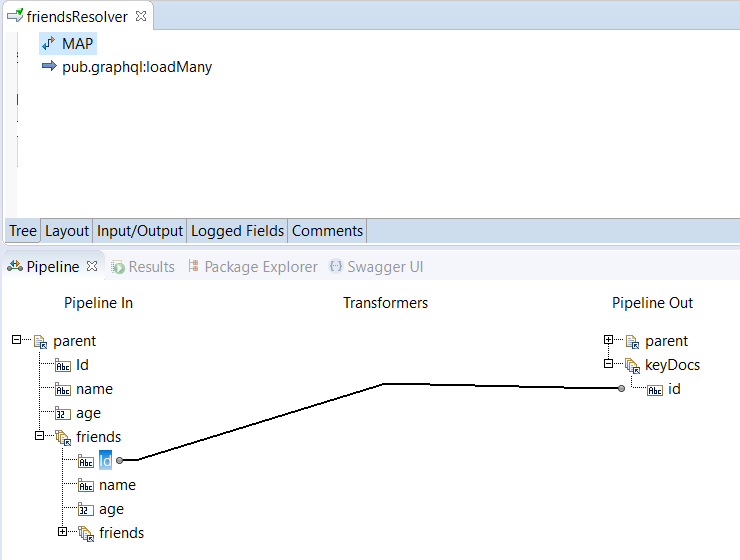 friendsResolver
MAP
pub.graphql:loadMany
Tree Layout Input/Output Logged Fields Comments
Pipeline Results Package Explorer Swagger UI
Pipeline In Transformers Pipeline Out
parent parent
Id keyDocs
name id
age
friends
Id
name
age
friends